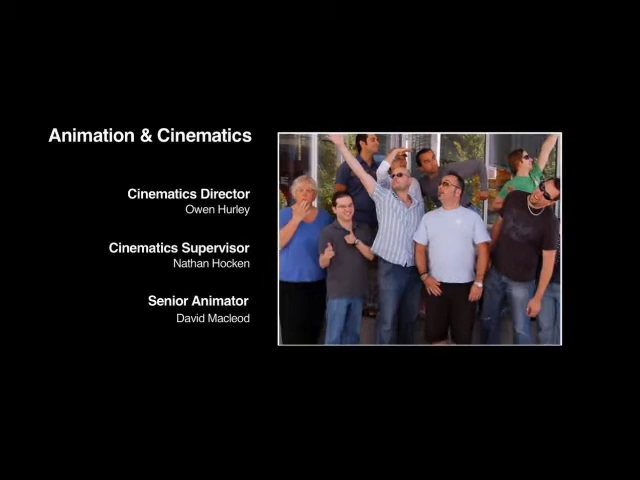 Animation & Cinematics
Cinematics Director
Owen Hurley
Cinematics Supervisor
Nathan Hocken
Senior Animator
David Macleod